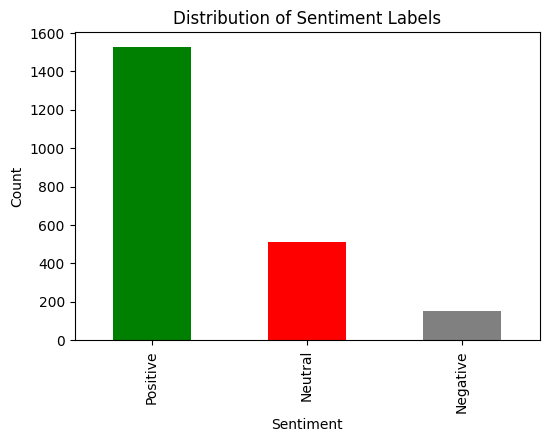 Distribution of Sentiment Labels
1600
1400
1200
1000
800
600
400
200
0
Count
Positive
Neutral
Negative
Sentiment